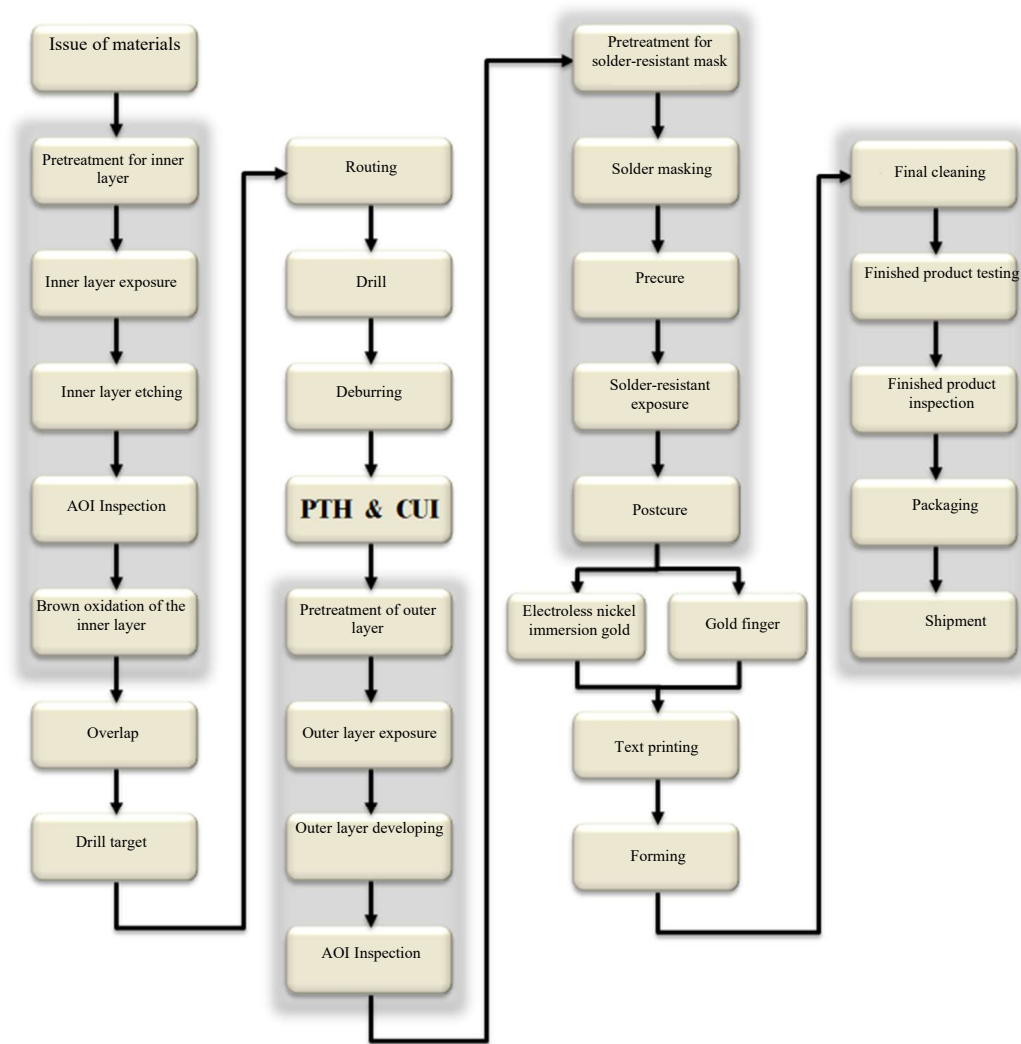 Issue of materials
Pretreatment for inner
layer
Inner layer exposure
Inner layer etching
AOI Inspection
Brown oxidation of the
inner layer
Overlap
Drill target
Routing
Drill
Deburring
PTH & CUI
Pretreatment of outer
layer
Outer layer exposure
Outer layer developing
AOI Inspection
Pretreatment for
solder-resistant mask
Solder masking
Precure
Solder-resistant
exposure
Postcure
Electroless nickel
immersion gold
Gold finger
Text printing
Forming
Final cleaning
Finished product testing
Finished product
inspection
Packaging
Shipment